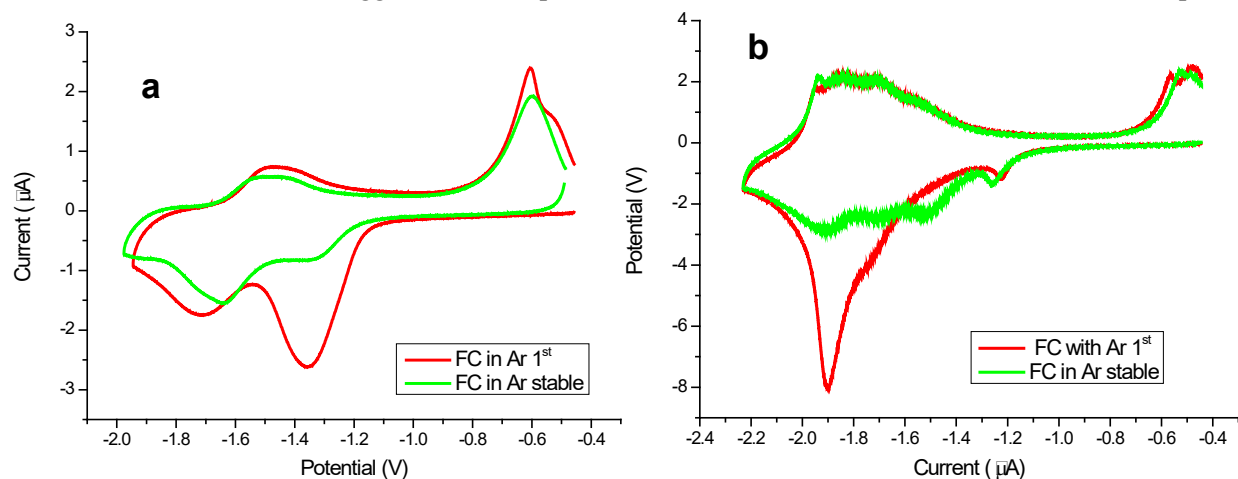 a
Current ( µA)
3
2
1
0
-1
-2
-3
-2.0 -1.8 -1.6 -1.4 -1.2 -1.0 -0.8 -0.6 -0.4
Potential (V)
FC in Ar 1st
FC in Ar stable
b
Potential (V)
4
2
0
-2
-4
-6
-8
-2.4 -2.2 -2.0 -1.8 -1.6 -1.4 -1.2 -1.0 -0.8 -0.6 -0.4
Current ( µA)
FC with Ar 1st
FC in Ar stable